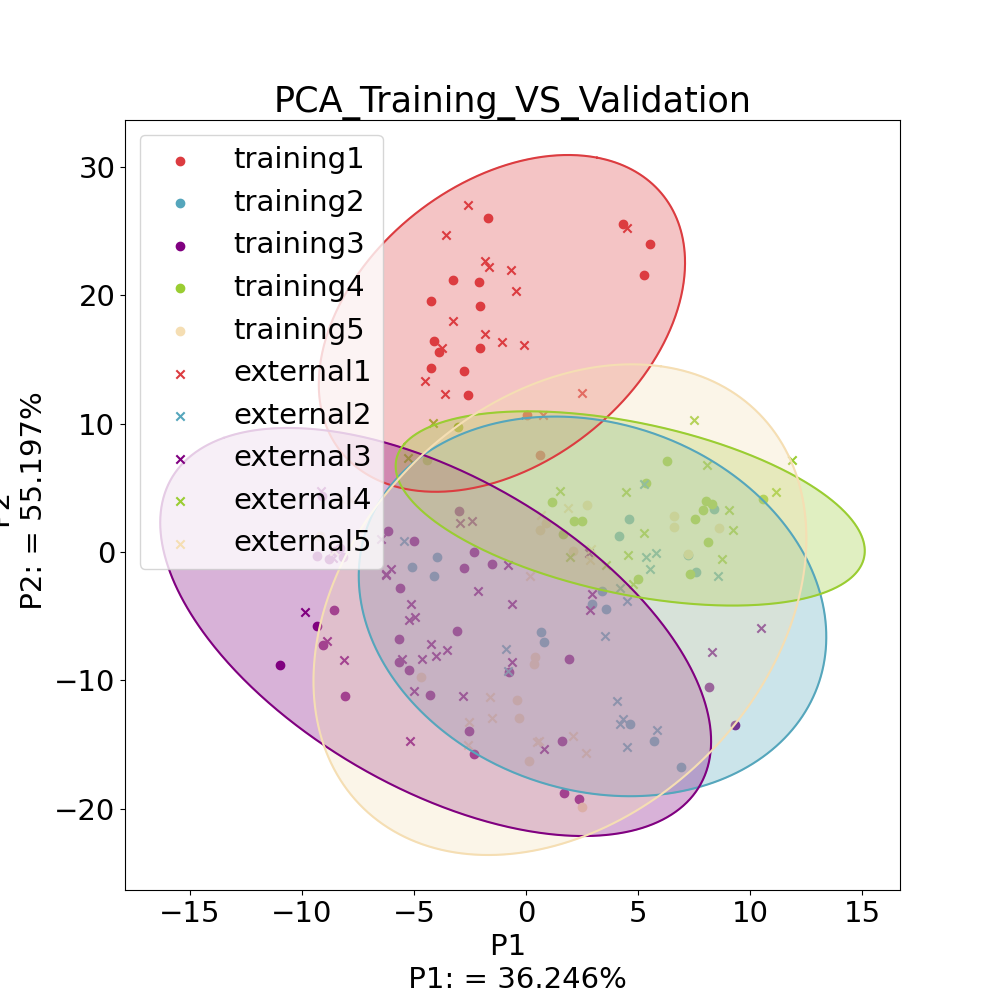 PCA_Training_VS_Validation
training1
training2
training3
training4
training5
external1
external2
external3
external4
external5
30
20
10
0
−10
−20
P2
P2: = 55.197%
−15
−10
−5
0
5
10
15
P1
P1: = 36.246%